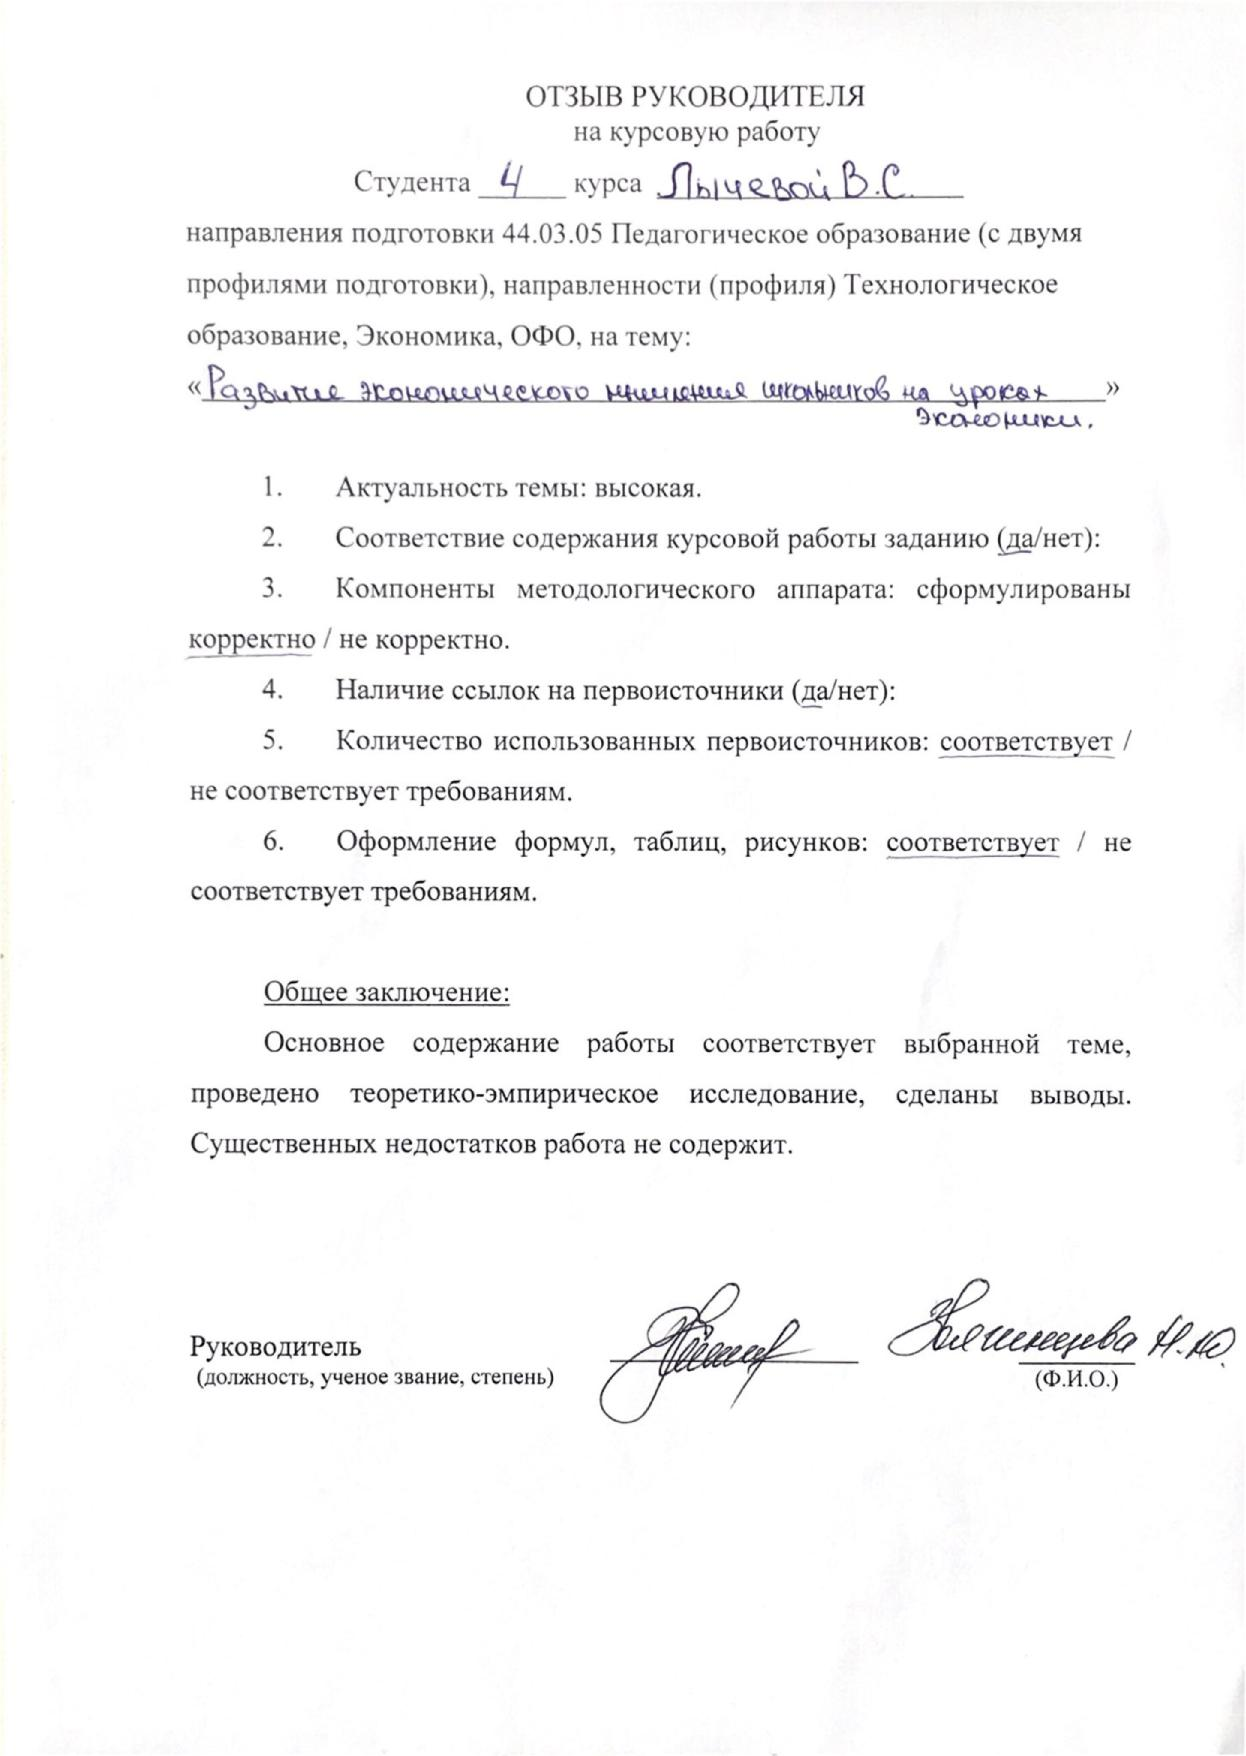 ОТЗЫВ РУКОВОДИТЕЛЯ
на курсовую работу
Студента 4 курса Лычевой В.С.
направления подготовки 44.03.05 Педагогическое образование (с двумя
профилями подготовки), направленности (профиля) Технологическое
образование, Экономика, ОФО, на тему:
«Развитие экономического мышления школьников на уроках»
Экономики.
1. Актуальность темы: высокая.
2. Соответствие содержания курсовой работы заданию (да/нет):
3. Компоненты методологического аппарата: сформулированы
корректно / не корректно.
4. Наличие ссылок на первоисточники (да/нет):
5. Количество использованных первоисточников: соответствует /
не соответствует требованиям.
6. Оформление формул, таблиц, рисунков: соответствует / не
соответствует требованиям.
Общее заключение:
Основное содержание работы соответствует выбранной теме,
проведено теоретико-эмпирическое исследование, сделаны выводы.
Существенных недостатков работа не содержит.
Руководитель Н.Ю.
(должность, ученое звание, степень) (Ф.И.О.)